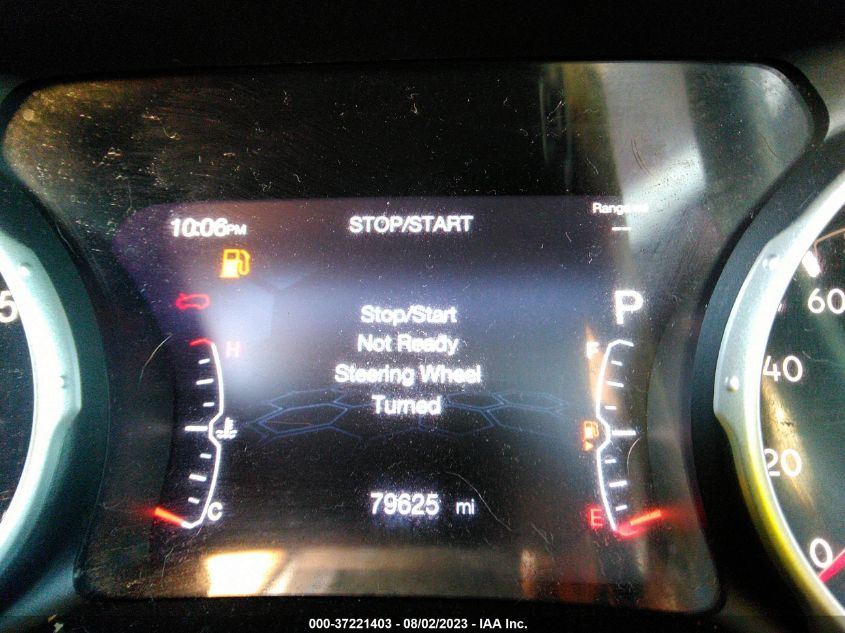 10:06PM
STOP/START
Range
---
Stop/Start
Not Ready
Steering Wheel
Turned
P
H
F
C
E
79625 mi
5
60
40
20
0
000-37221403 - 08/02/2023 - IAA Inc.